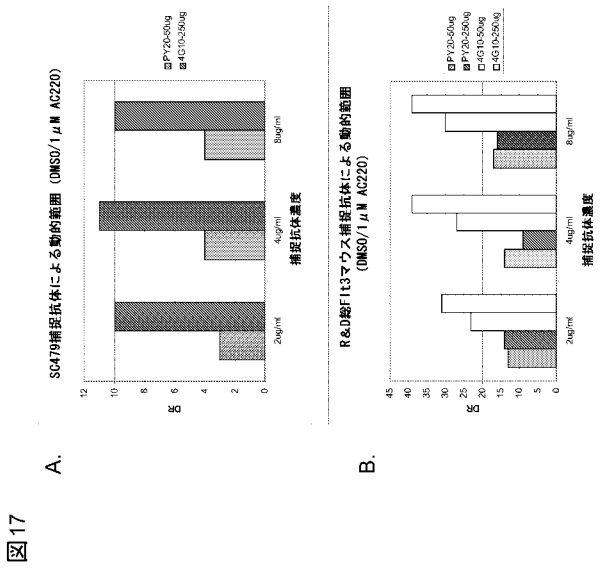 図17
A.
SC479捕捉抗体による動的範囲 (DMSO/1μM AC220)
12
10
8
6
4
2
0
DR
2ug/ml
4ug/ml
8ug/ml
捕捉抗体濃度
PY20-50ug
4G10-250ug
B.
R&D総Flt3マウス捕捉抗体による動的範囲
(DMSO/1μM AC220)
45
40
35
30
25
20
15
10
5
0
DR
2ug/ml
4ug/ml
8ug/ml
捕捉抗体濃度
PY20-50ug
PY20-250ug
4G10-50ug
4G10-250ug